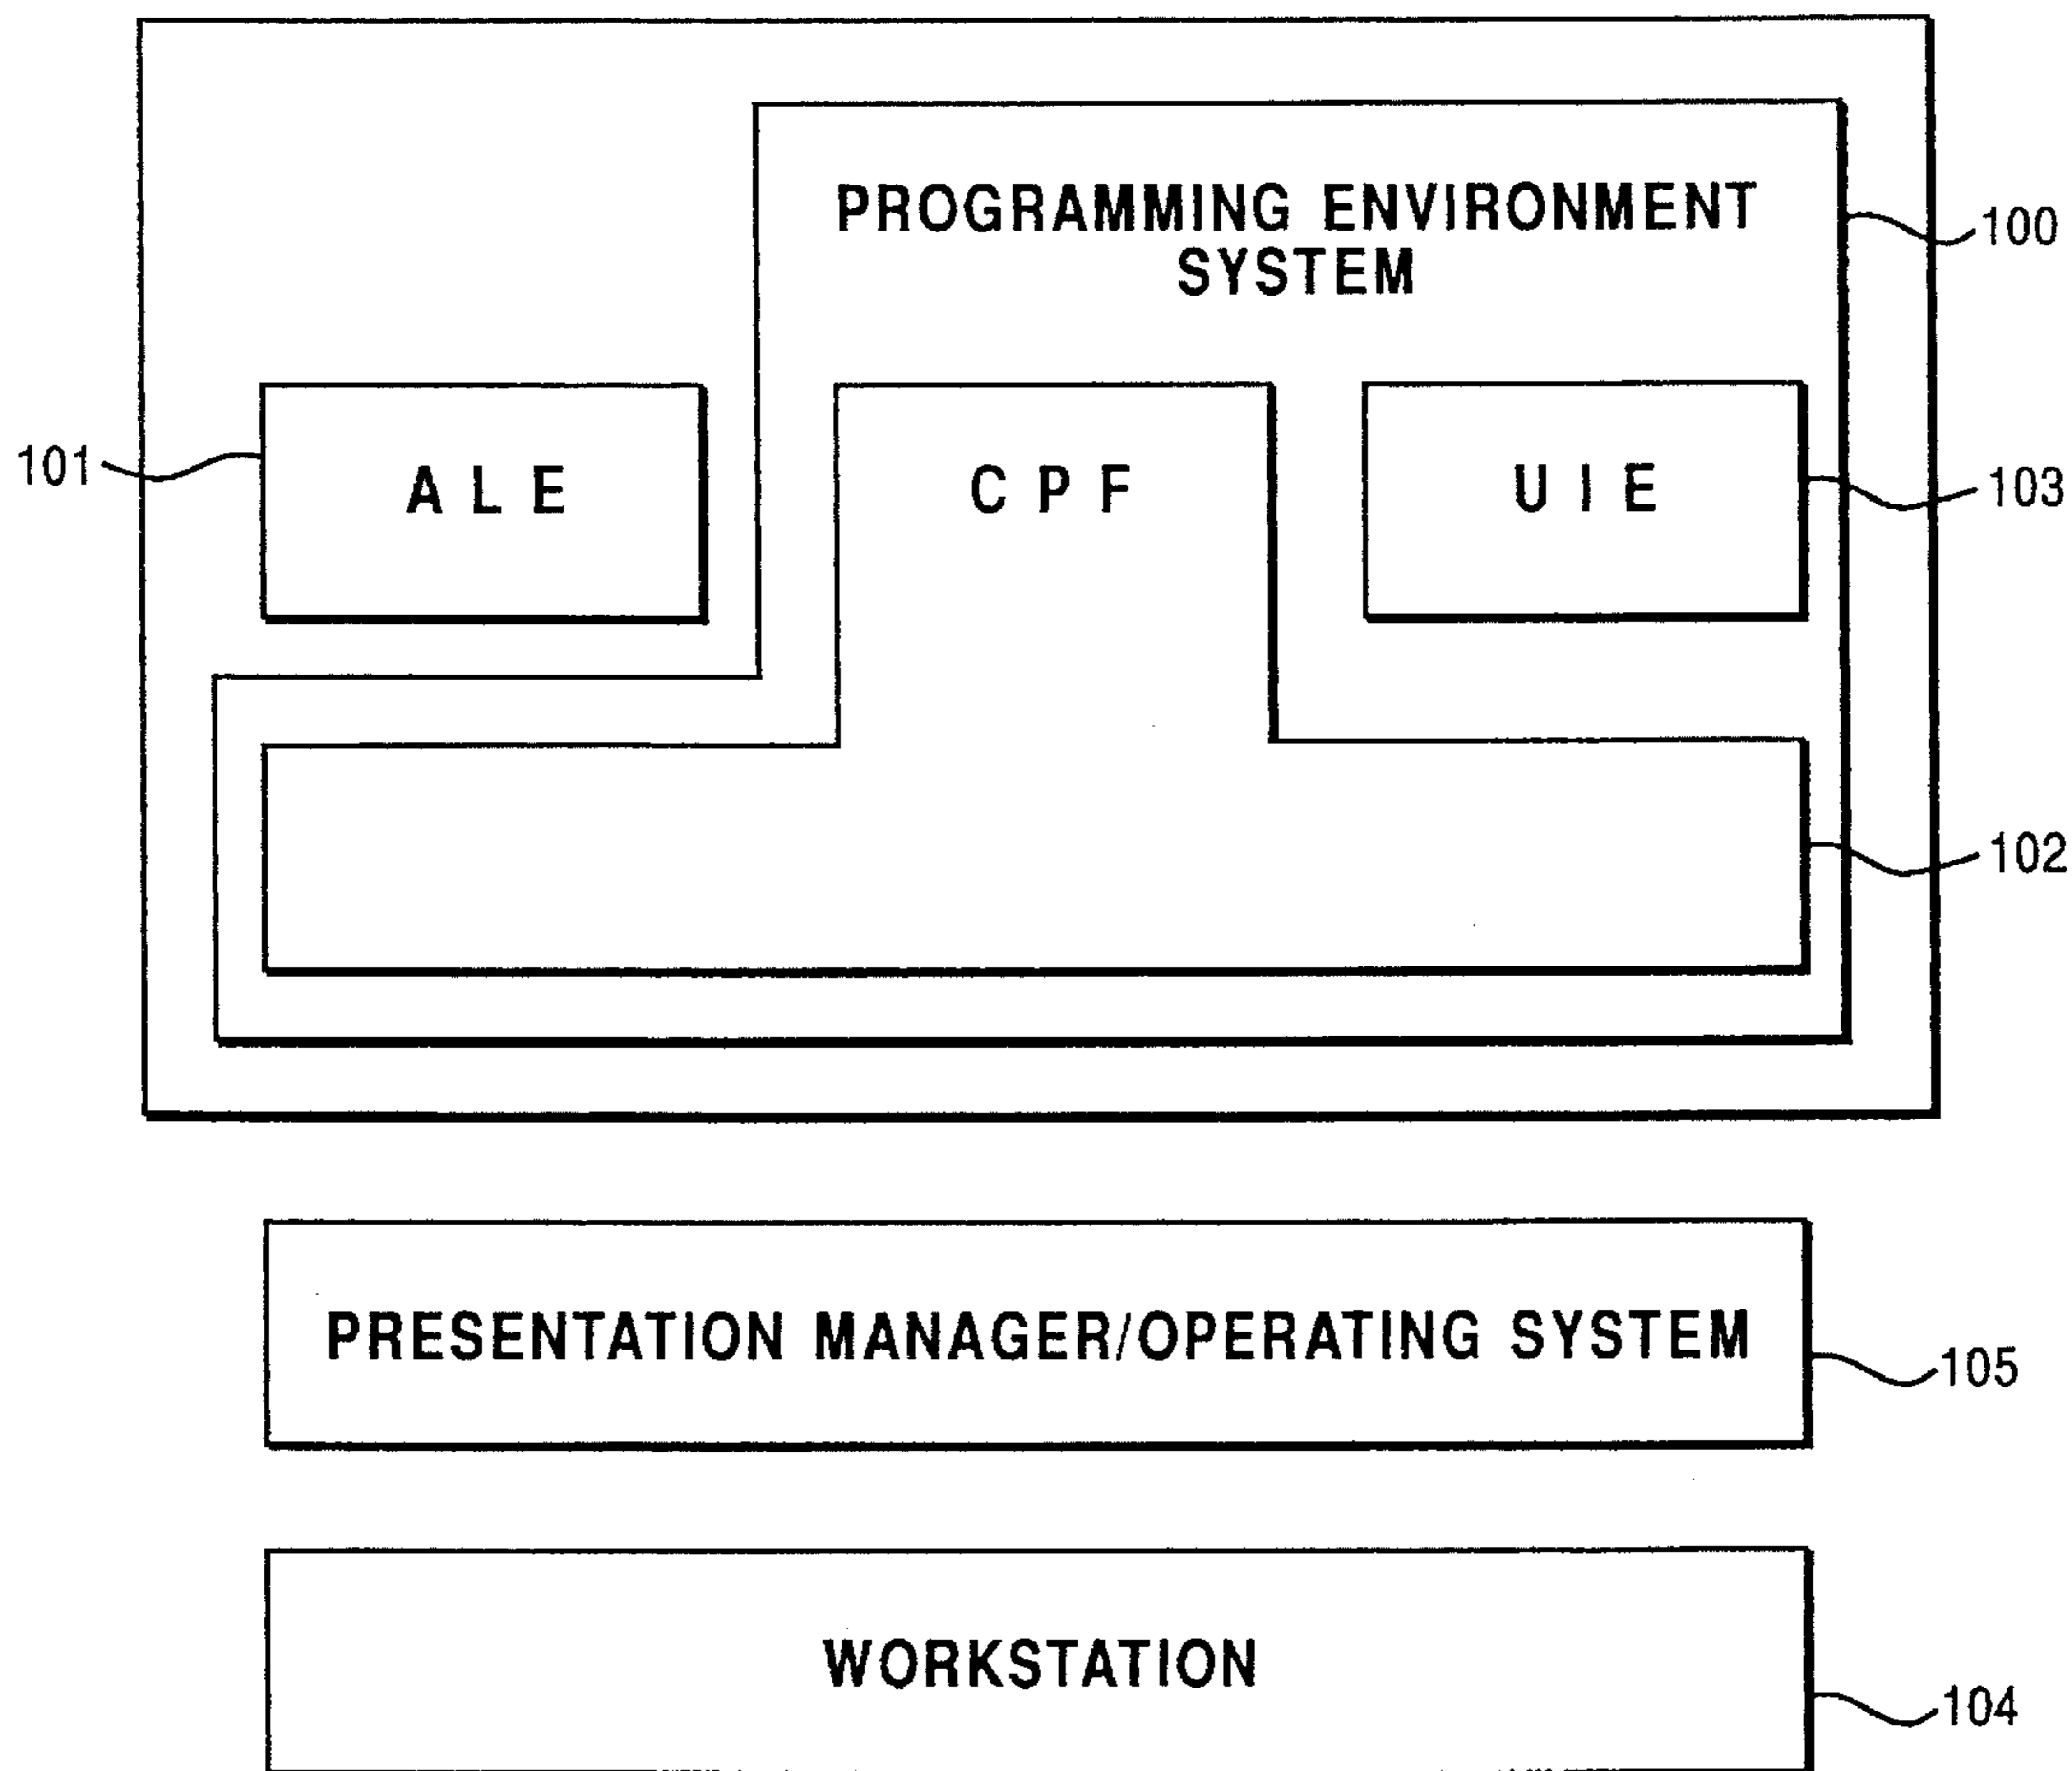 PROGRAMMING ENVIRONMENT
SYSTEM
100
101
A L E
C P F
U I E
103
102
PRESENTATION MANAGER/OPERATING SYSTEM
105
WORKSTATION
104